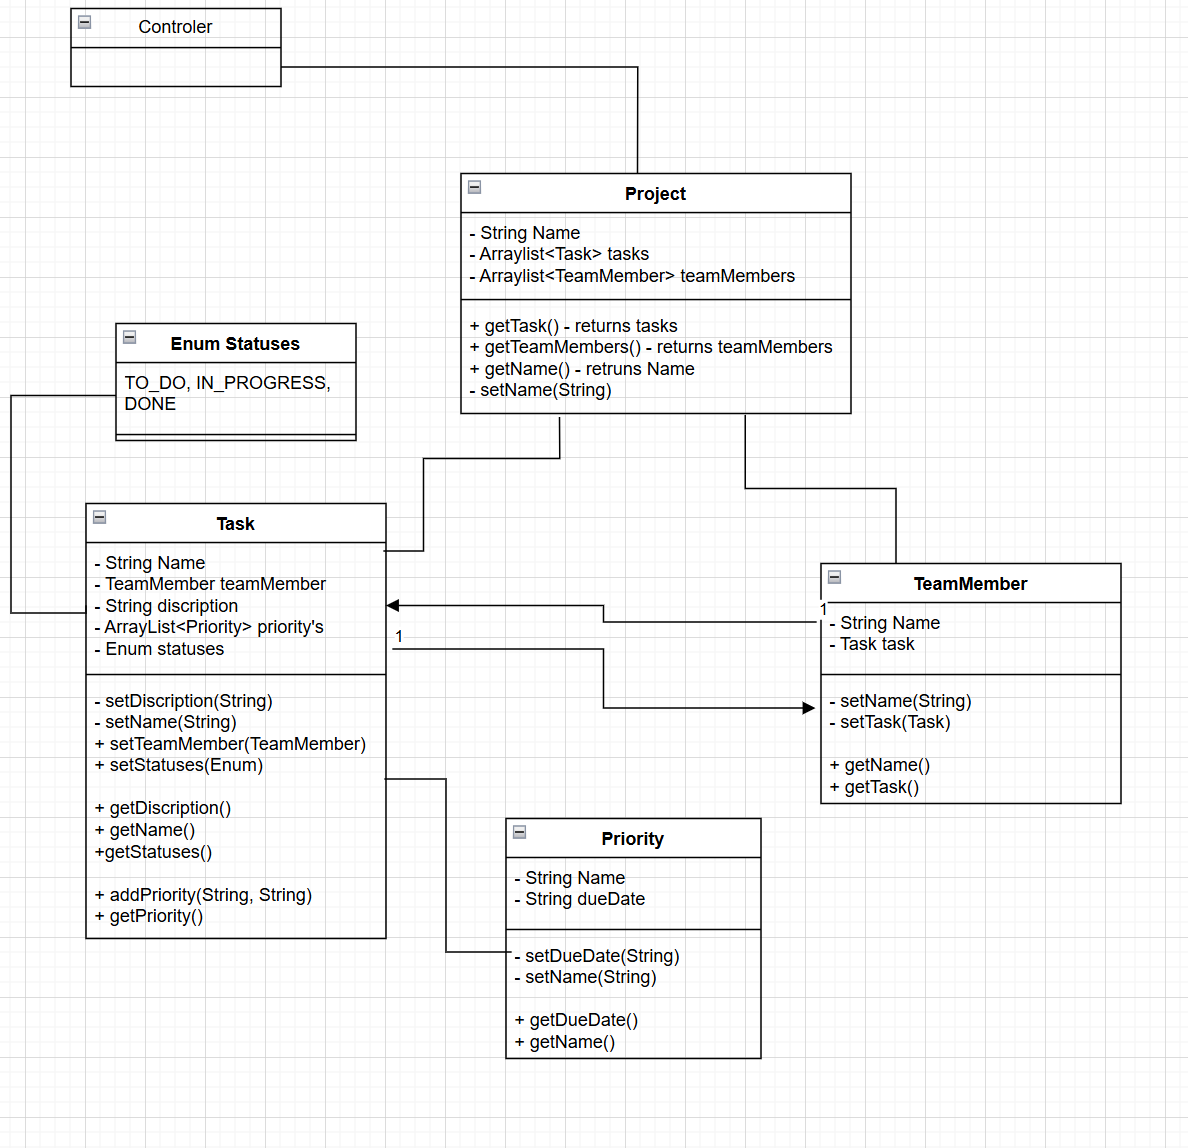 Controler
Project
- String Name
- Arraylist<Task> tasks
- Arraylist<TeamMember> teamMembers
+ getTask() - returns tasks
+ getTeamMembers() - returns teamMembers
+ getName() - retruns Name
- setName(String)
Enum Statuses
TO_DO, IN_PROGRESS,
DONE
Task
- String Name
- TeamMember teamMember
- String discription
- ArrayList<Priority> priority's
- Enum statuses
- setDiscription(String)
- setName(String)
+ setTeamMember(TeamMember)
+ setStatuses(Enum)
+ getDiscription()
+ getName()
+getStatuses()
+ addPriority(String, String)
+ getPriority()
1
1
TeamMember
- String Name
- Task task
- setName(String)
- setTask(Task)
+ getName()
+ getTask()
Priority
- String Name
- String dueDate
- setDueDate(String)
- setName(String)
+ getDueDate()
+ getName()